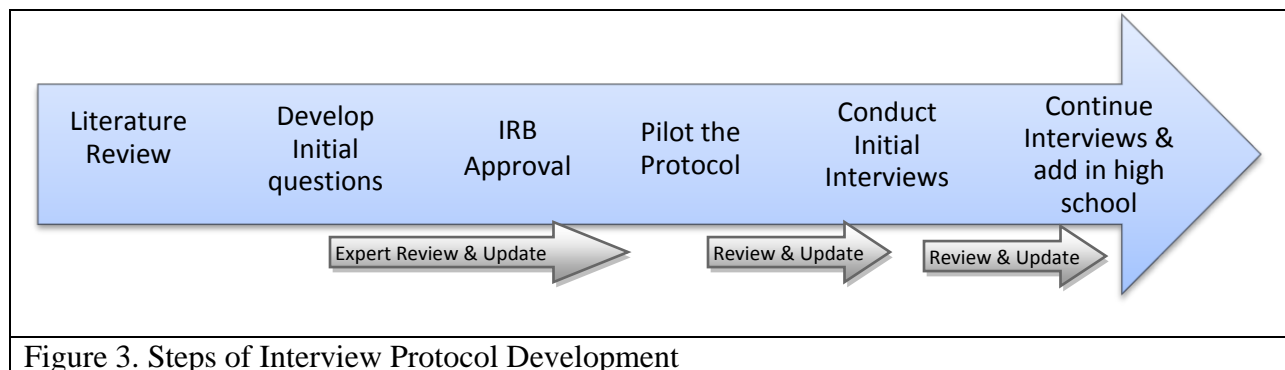 Literature
Review
Develop
Initial
questions
IRB
Approval
Pilot the
Protocol
Conduct
Initial
Interviews
Continue
Interviews &
add in high
school
Expert Review & Update
Review & Update
Review & Update
Figure 3. Steps of Interview Protocol Development